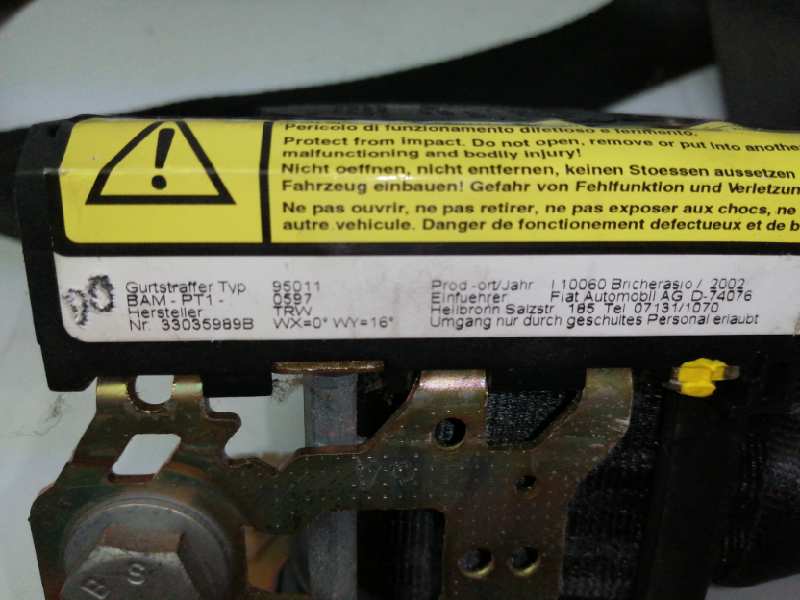 Pericolo di funzionamento difettoso e ferimento.
Protect from impact. Do not open, remove or put into anothe
malfunctioning and bodily injury!
Nicht oeffnen, nicht entfernen, keinen Stoessen aussetzen
Fahrzeug einbauen! Gefahr von Fehlfunktion und Verletzun
Ne pas ouvrir, ne pas retirer, ne pas exposer aux chocs, ne
autre vehicule. Danger de fonctionement defectueux et de b
Gurtstraffer Typ 95011 Prod -ort/Jahr I 10060 Bricherasio / 2002
BAM - PT1 - 0597 Einfuehrer Fiat Automobil AG D-74076
Hersteller TRW Heilbronn Salzstr 185 Tel 07131/1070
Nr. 33035989B WX=0° WY=16° Umgang nur durch geschultes Personal erlaubt
B S